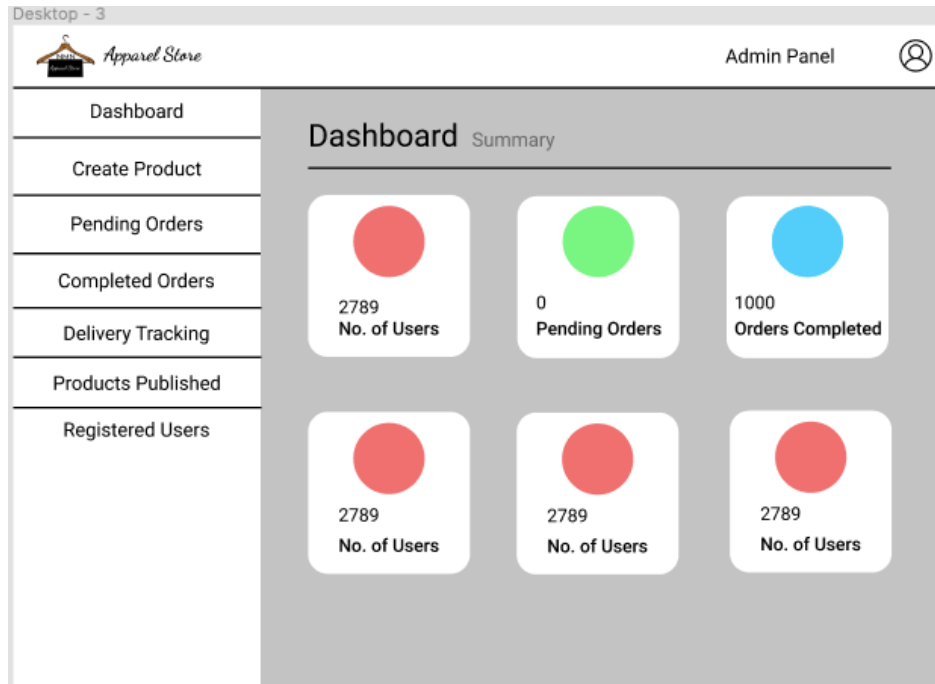 Desktop - 3
Apparel Store
Admin Panel
Dashboard
Create Product
Pending Orders
Completed Orders
Delivery Tracking
Products Published
Registered Users
Dashboard Summary
2789
No. of Users
0
Pending Orders
1000
Orders Completed
2789
No. of Users
2789
No. of Users
2789
No. of Users